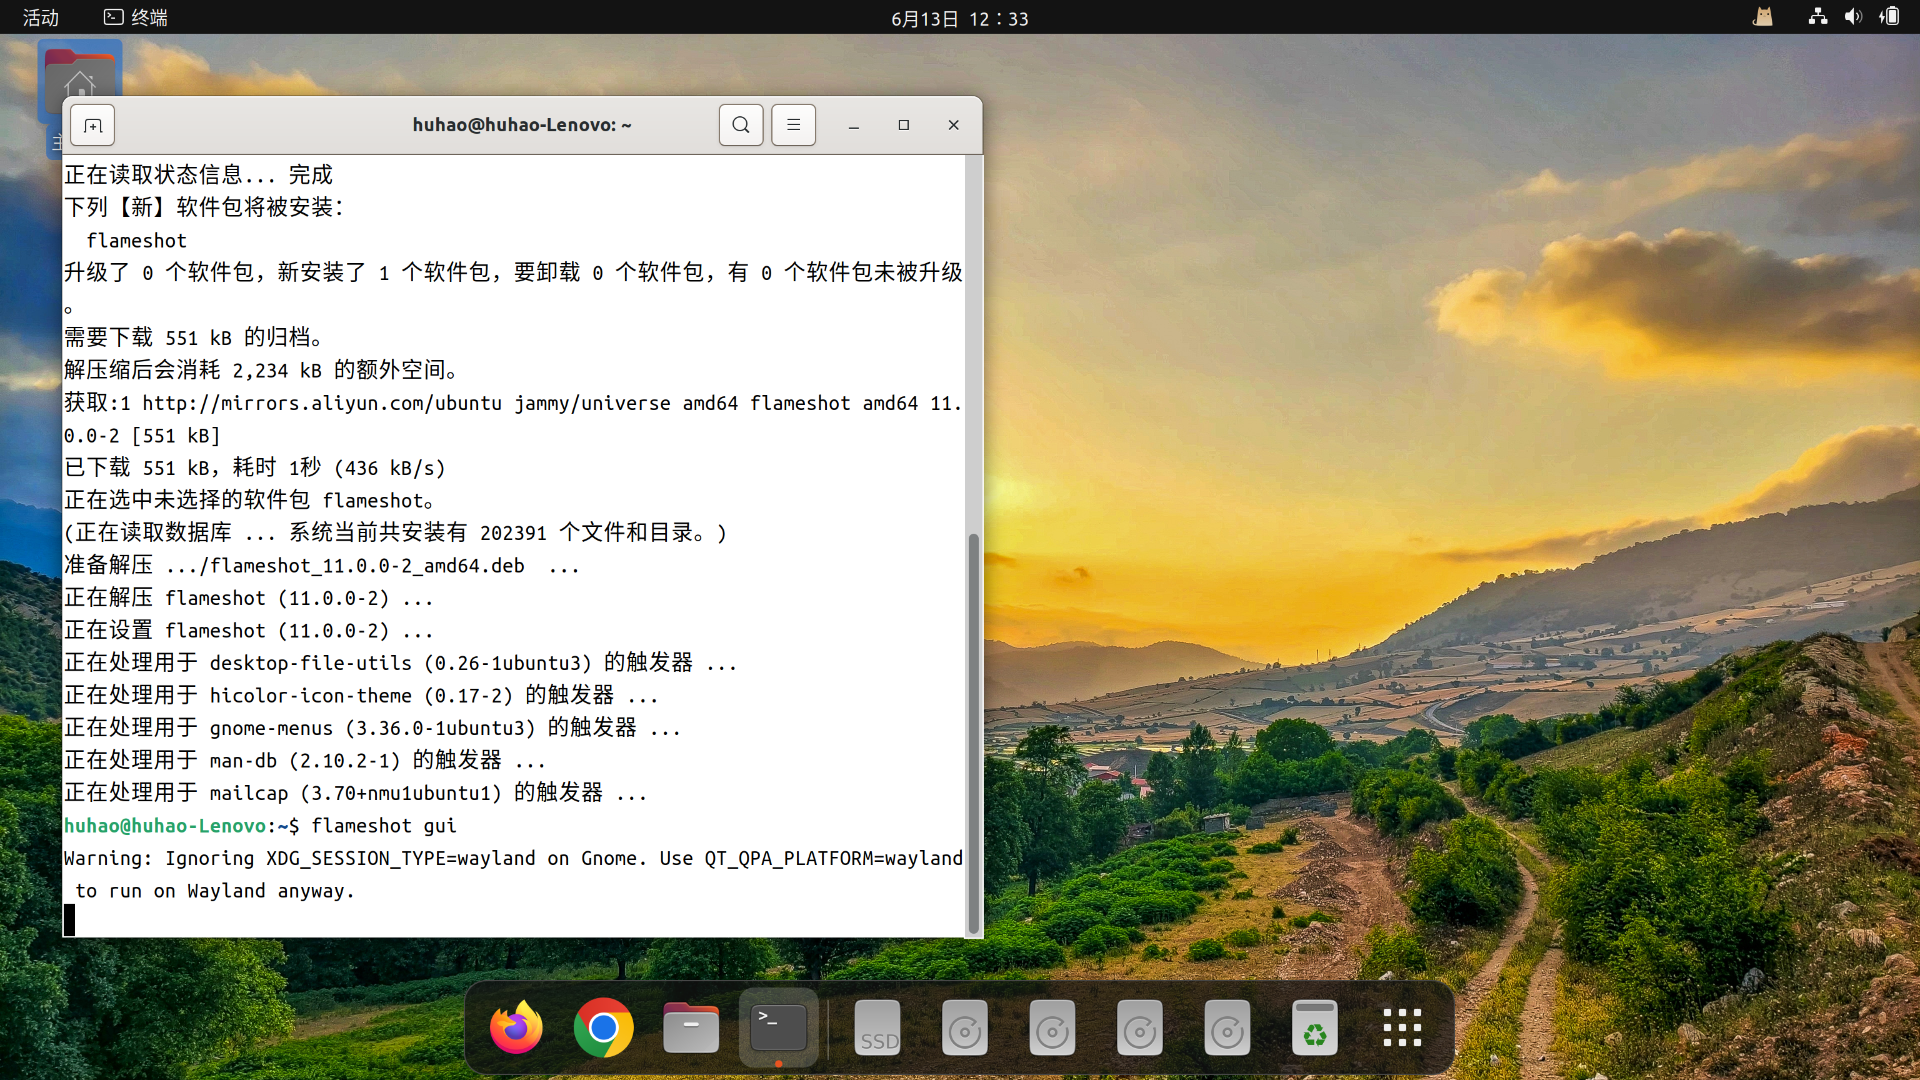 活动
终端
6月13日 12：33
huhao@huhao-Lenovo: ~
正在读取状态信息... 完成
下列【新】软件包将被安装：
flameshot
升级了 0 个软件包，新安装了 1 个软件包，要卸载 0 个软件包，有 0 个软件包未被升级
。
需要下载 551 kB 的归档。
解压缩后会消耗 2,234 kB 的额外空间。
获取:1 http://mirrors.aliyun.com/ubuntu jammy/universe amd64 flameshot amd64 11.
0.0-2 [551 kB]
已下载 551 kB，耗时 1秒 (436 kB/s)
正在选中未选择的软件包 flameshot。
(正在读取数据库 ... 系统当前共安装有 202391 个文件和目录。)
准备解压 .../flameshot_11.0.0-2_amd64.deb  ...
正在解压 flameshot (11.0.0-2) ...
正在设置 flameshot (11.0.0-2) ...
正在处理用于 desktop-file-utils (0.26-1ubuntu3) 的触发器 ...
正在处理用于 hicolor-icon-theme (0.17-2) 的触发器 ...
正在处理用于 gnome-menus (3.36.0-1ubuntu3) 的触发器 ...
正在处理用于 man-db (2.10.2-1) 的触发器 ...
正在处理用于 mailcap (3.70+nmu1ubuntu1) 的触发器 ...
huhao@huhao-Lenovo:~$ flameshot gui
Warning: Ignoring XDG_SESSION_TYPE=wayland on Gnome. Use QT_QPA_PLATFORM=wayland
to run on Wayland anyway.
SSD